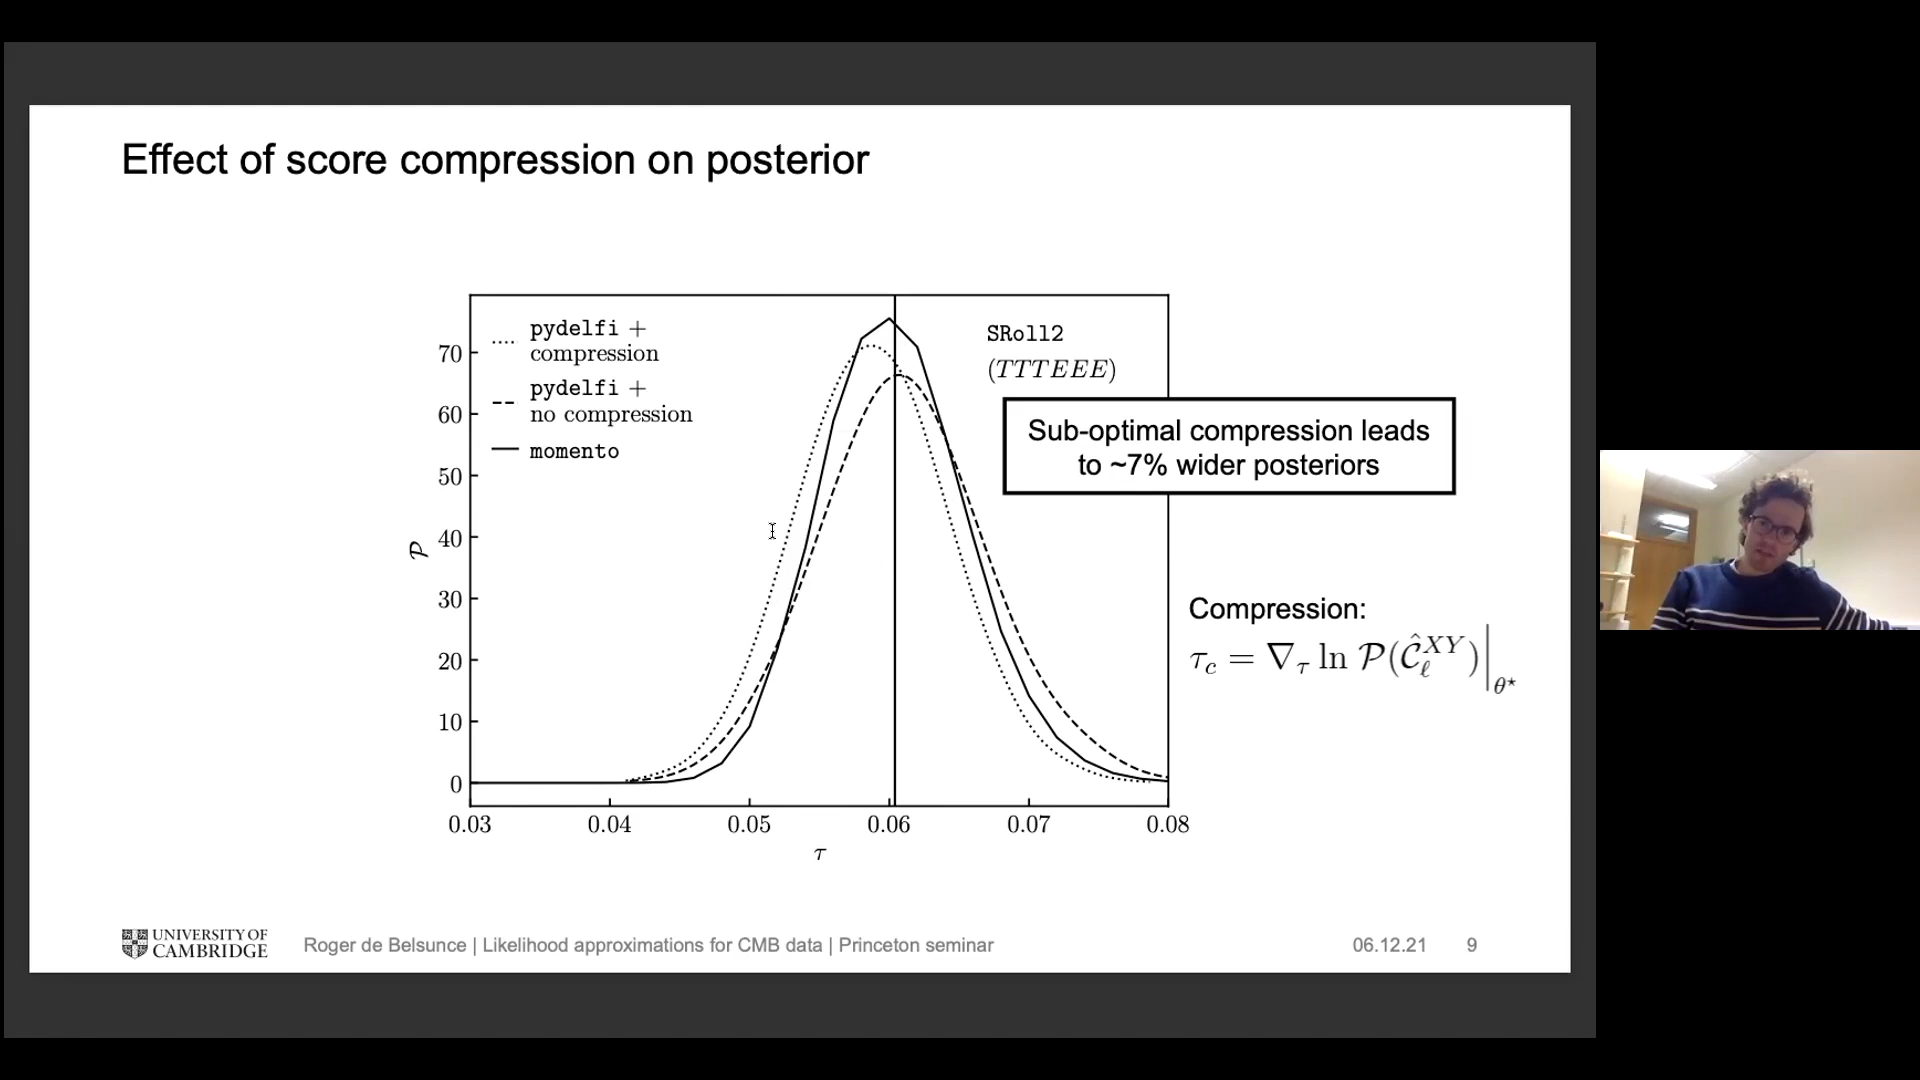 Effect of score compression on posterior
pydelfi +
compression
pydelfi +
no compression
momento
SRoll2
(TTTEEE)
Sub-optimal compression leads
to ~7% wider posteriors
70
60
50
40
30
20
10
0
𝒫
0.03 0.04 0.05 0.06 0.07 0.08
τ
Compression:
τ_c = ∇_τ ln 𝒫(Ĉ_ℓ^{XY})|_{θ⋆}
UNIVERSITY OF
CAMBRIDGE
Roger de Belsunce | Likelihood approximations for CMB data | Princeton seminar
06.12.21 9